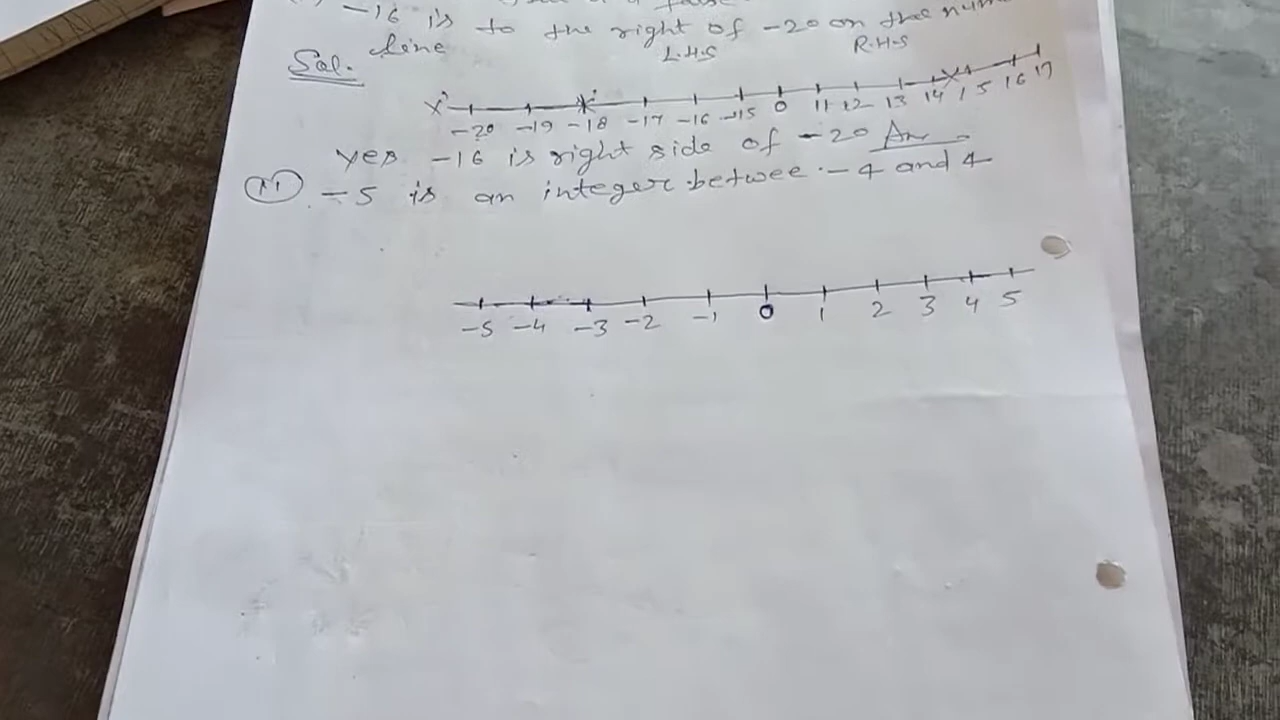 -16 is to the right of -20 on the num
line
L.H.S R.H.S
Sol.
X' -20 -19 -18 -17 -16 -15 0 11 12 13 14 15 16 17
yes -16 is right side of -20 Ans
-5 is an integer betwee -4 and 4
-5 -4 -3 -2 -1 0 1 2 3 4 5